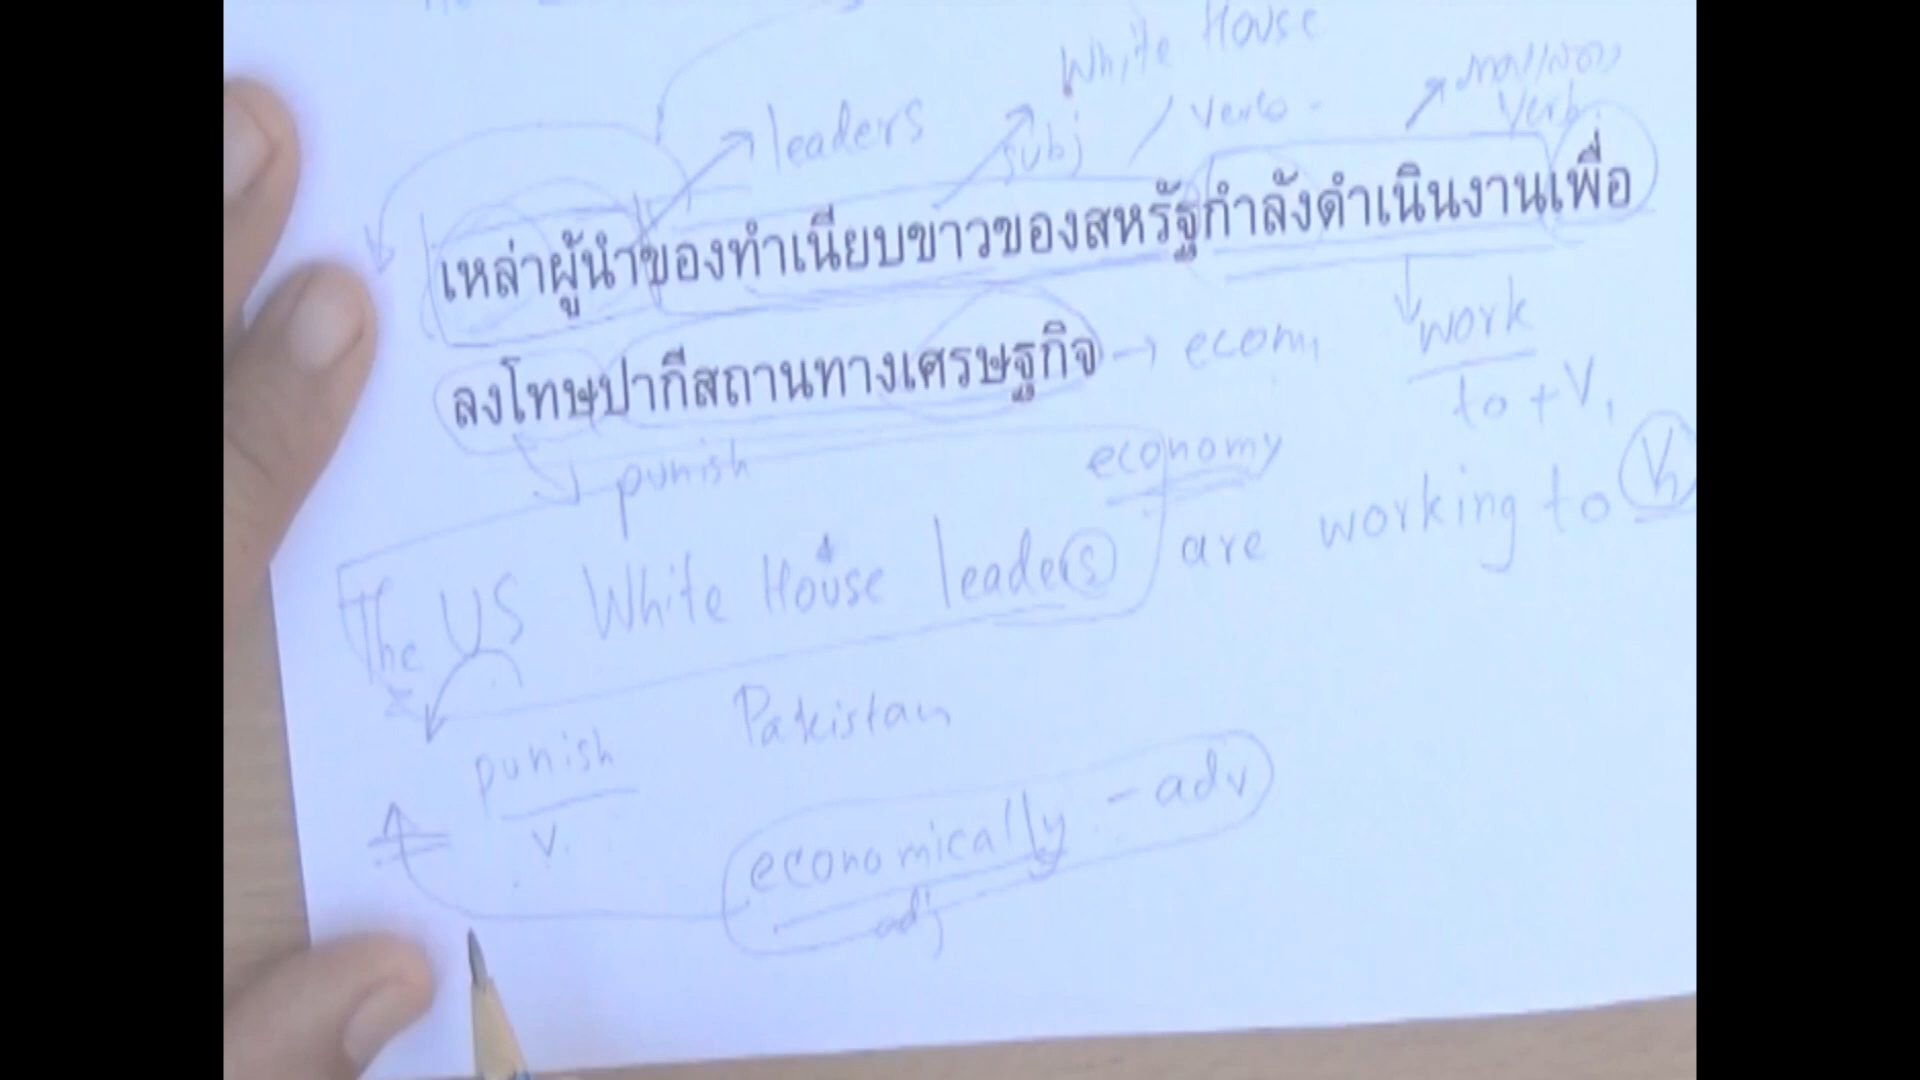 White House
leaders
subj
verb
verb
เหล่าผู้นำของทำเนียบขาวของสหรัฐกำลังดำเนินงานเพื่อ
ลงโทษปากีสถานทางเศรษฐกิจ
econ
work
to + V1
punish
economy
The US White House leaders are working to
punish Pakistan
v.
economically - adv
adj